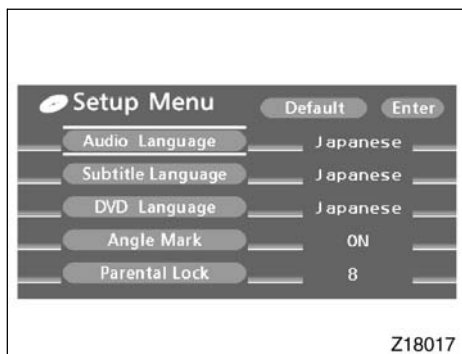 Setup Menu Default Enter
Audio Language Japanese
Subtitle Language Japanese
DVD Language Japanese
Angle Mark ON
Parental Lock 8
Z18017